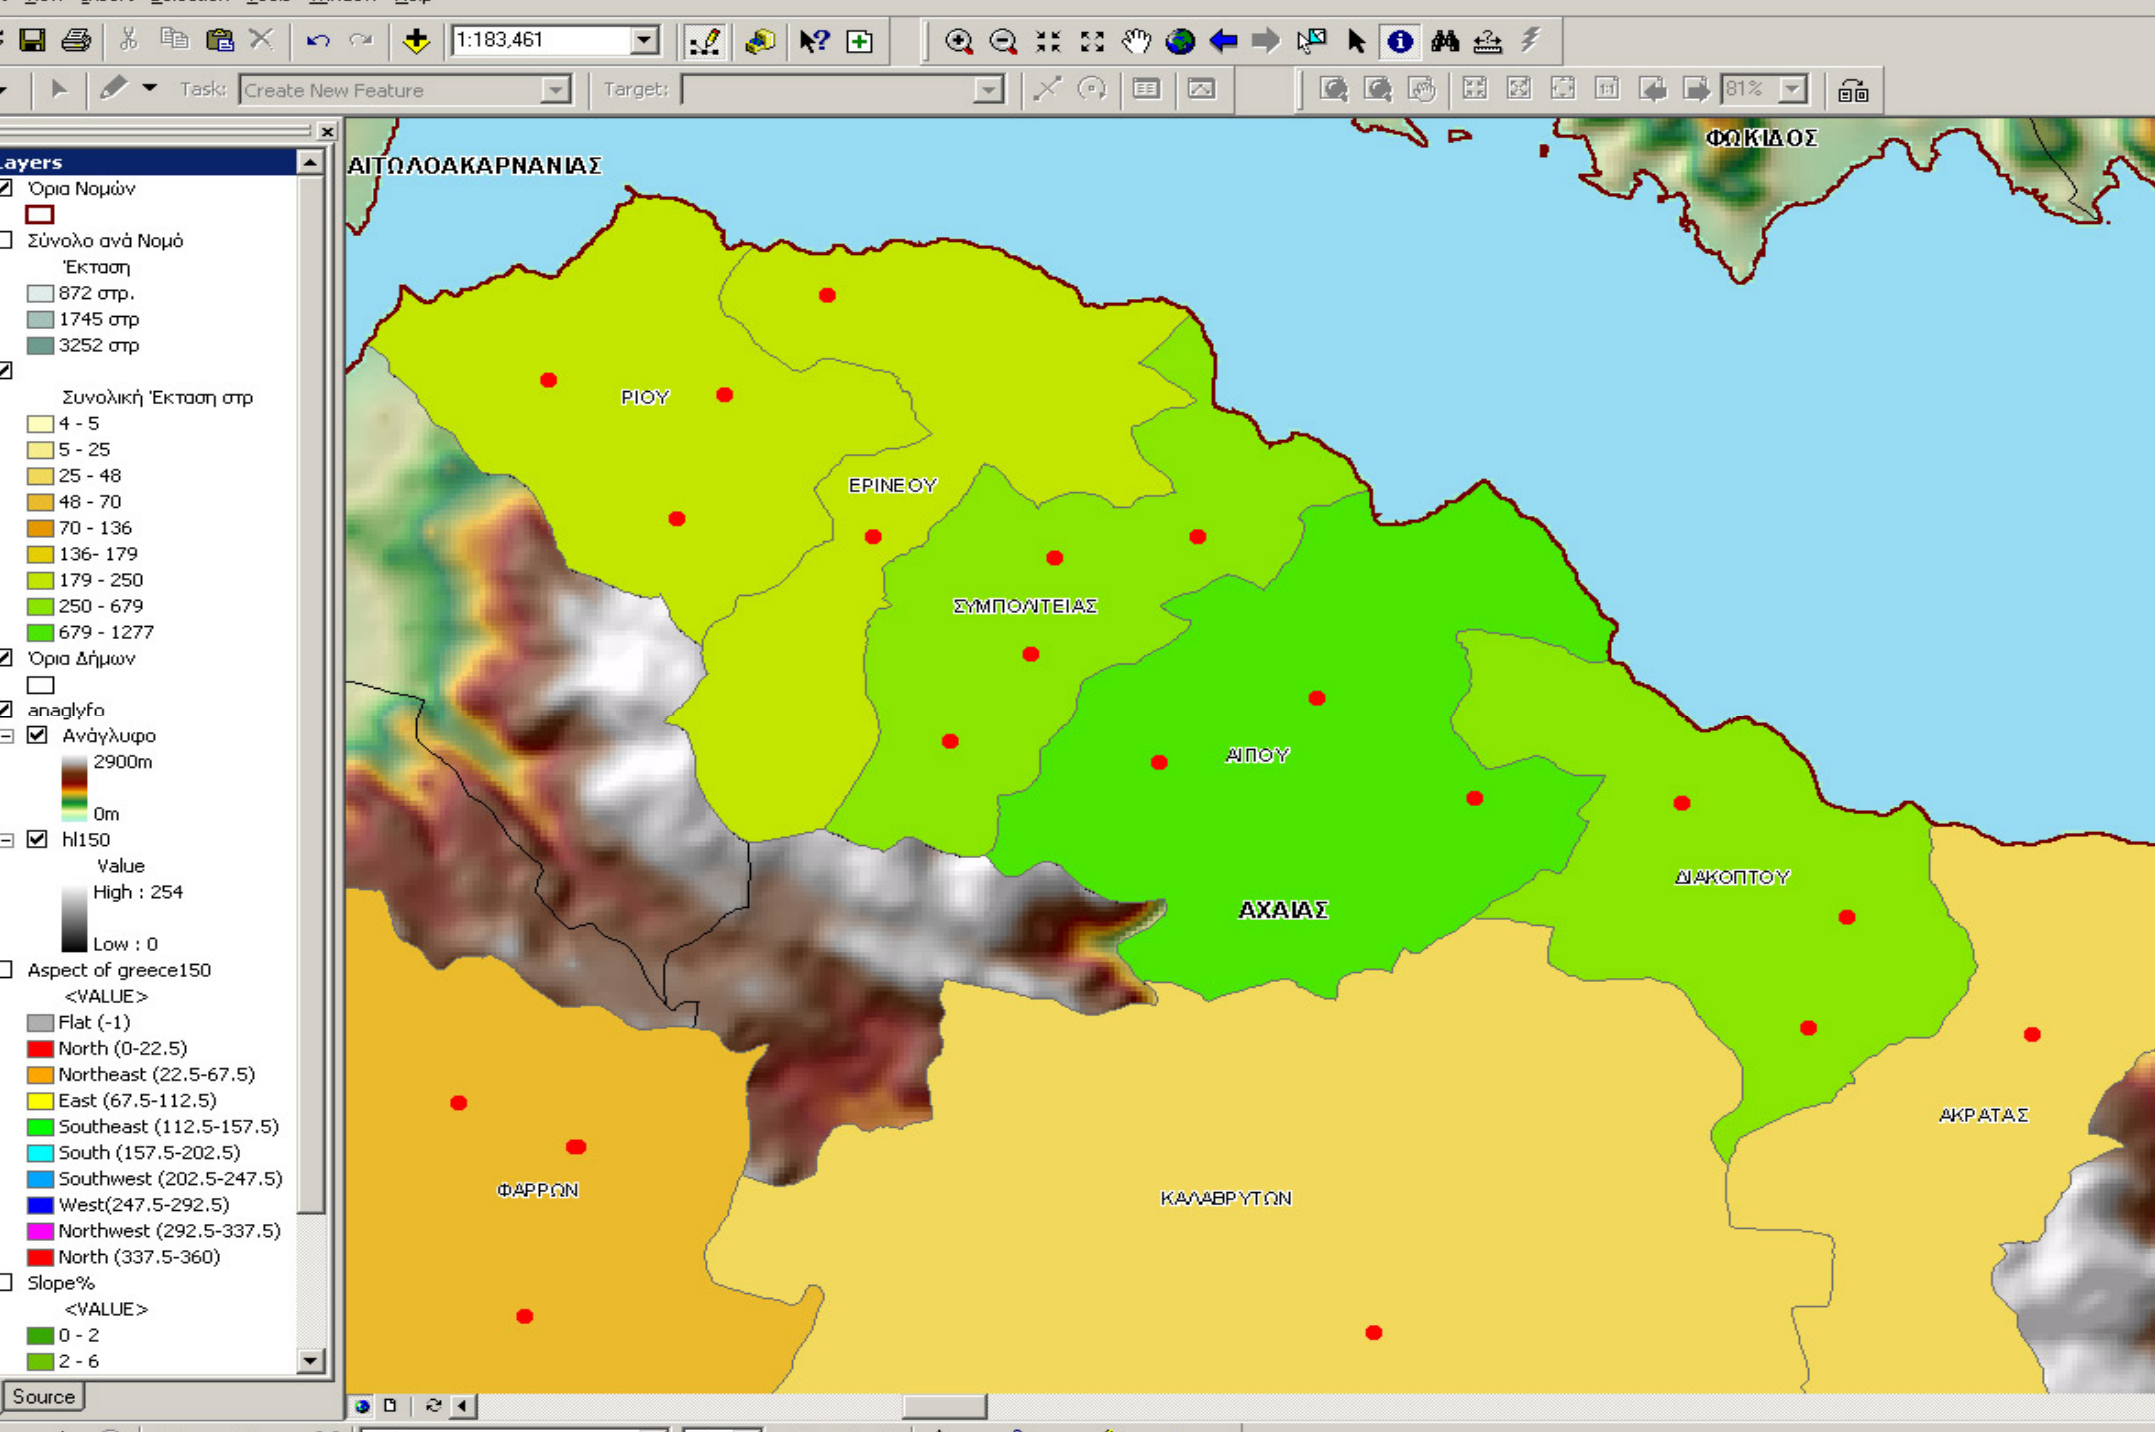 1:183,461
Task: Create New Feature Target: 81%
Layers
Όρια Νομών
Σύνολο ανά Νομό
Έκταση
872 στρ.
1745 στρ
3252 στρ
Συνολική Έκταση στρ
4 - 5
5 - 25
25 - 48
48 - 70
70 - 136
136- 179
179 - 250
250 - 679
679 - 1277
Όρια Δήμων
anaglyfo
Ανάγλυφο
2900m
0m
hl150
Value
High : 254
Low : 0
Aspect of greece150
<VALUE>
Flat (-1)
North (0-22.5)
Northeast (22.5-67.5)
East (67.5-112.5)
Southeast (112.5-157.5)
South (157.5-202.5)
Southwest (202.5-247.5)
West(247.5-292.5)
Northwest (292.5-337.5)
North (337.5-360)
Slope%
<VALUE>
0 - 2
2 - 6
Source
ΦΩΚΙΔΟΣ
ΑΙΤΩΛΟΑΚΑΡΝΑΝΙΑΣ
ΡΙΟΥ
ΕΡΙΝΕΟΥ
ΣΥΜΠΟΛΙΤΕΙΑΣ
ΑΙΓΙΟΥ
ΔΙΑΚΟΠΤΟΥ
ΑΧΑΙΑΣ
ΑΚΡΑΤΑΣ
ΦΑΡΡΩΝ
ΚΑΛΑΒΡΥΤΩΝ